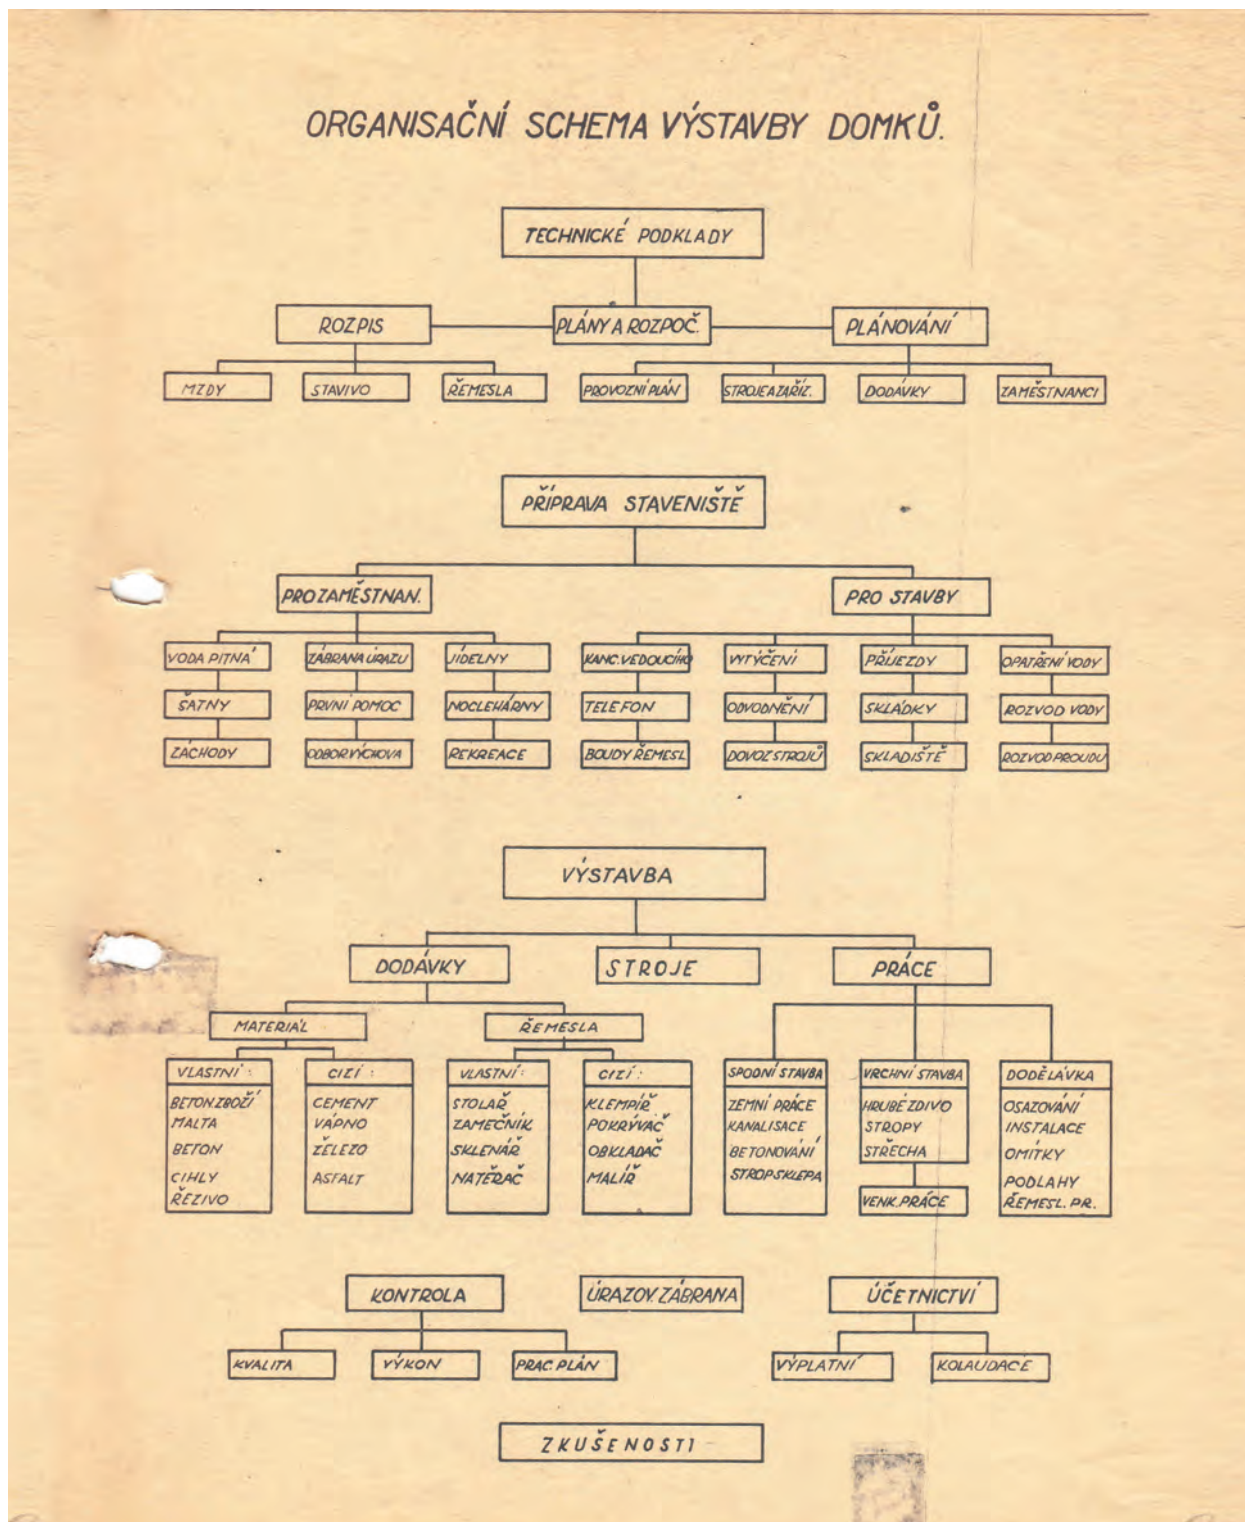 ORGANISAČNÍ SCHEMA VÝSTAVBY DOMKŮ.
TECHNICKÉ PODKLADY
ROZPIS
PLÁNY A ROZPOČ.
PLÁNOVÁNÍ
MZDY
STAVIVO
ŘEMESLA
PROVOZNÍ PLÁN
STROJE A ZAŘÍZ.
DODÁVKY
ZAMĚSTNANCI
PŘÍPRAVA STAVENIŠTĚ
PRO ZAMĚSTNAN.
PRO STAVBY
VODA PITNÁ
ZÁBRANA ÚRAZU
JÍDELNY
KANC. VEDOUCÍHO
VYTÝČENÍ
PŘÍJEZDY
OPATŘENÍ VODY
ŠATNY
PRVNÍ POMOC
NOCLEHÁRNY
TELEFON
ODVODNĚNÍ
SKLÁDKY
ROZVOD VODY
ZÁCHODY
ODBOR. VÝCHOVA
REKREACE
BOUDY ŘEMESL.
DOVOZ STROJŮ
SKLADIŠTĚ
ROZVOD PROUDU
VÝSTAVBA
DODÁVKY
STROJE
PRÁCE
MATERIÁL
ŘEMESLA
VLASTNÍ:
BETON. ZBOŽÍ
MALTA
BETON
CIHLY
ŘEZIVO
CIZÍ:
CEMENT
VÁPNO
ŽELEZO
ASFALT
VLASTNÍ:
STOLAŘ
ZAMEČNÍK
SKLENÁŘ
NATĚRAČ
CIZÍ:
KLEMPÍŘ
POKRÝVAČ
OBKLADAČ
MALÍŘ
SPODNÍ STAVBA
ZEMNÍ PRÁCE
KANALISACE
BETONOVÁNÍ
STROP SKLEPA
VRCHNÍ STAVBA
HRUBÉ ZDIVO
STROPY
STŘECHA
VENK. PRÁCE
DODĚLÁVKA
OSAZOVÁNÍ
INSTALACE
OMÍTKY
PODLAHY
ŘEMESL. PR.
KONTROLA
ÚRAZOV. ZÁBRANA
ÚČETNICTVÍ
KVALITA
VÝKON
PRAC. PLÁN
VÝPLATNÍ
KOLAUDACE
ZKUŠENOSTI